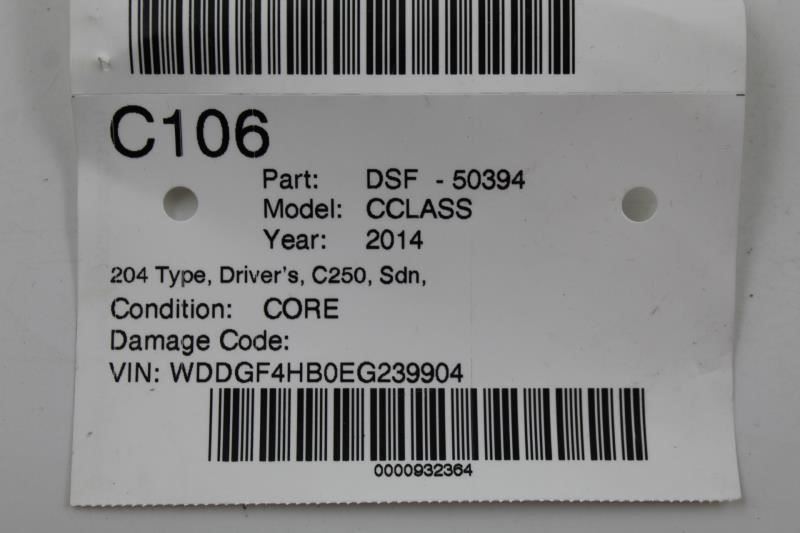 C106
Part: DSF - 50394
Model: CCLASS
Year: 2014
204 Type, Driver's, C250, Sdn,
Condition: CORE
Damage Code:
VIN: WDDGF4HB0EG239904
0000932364